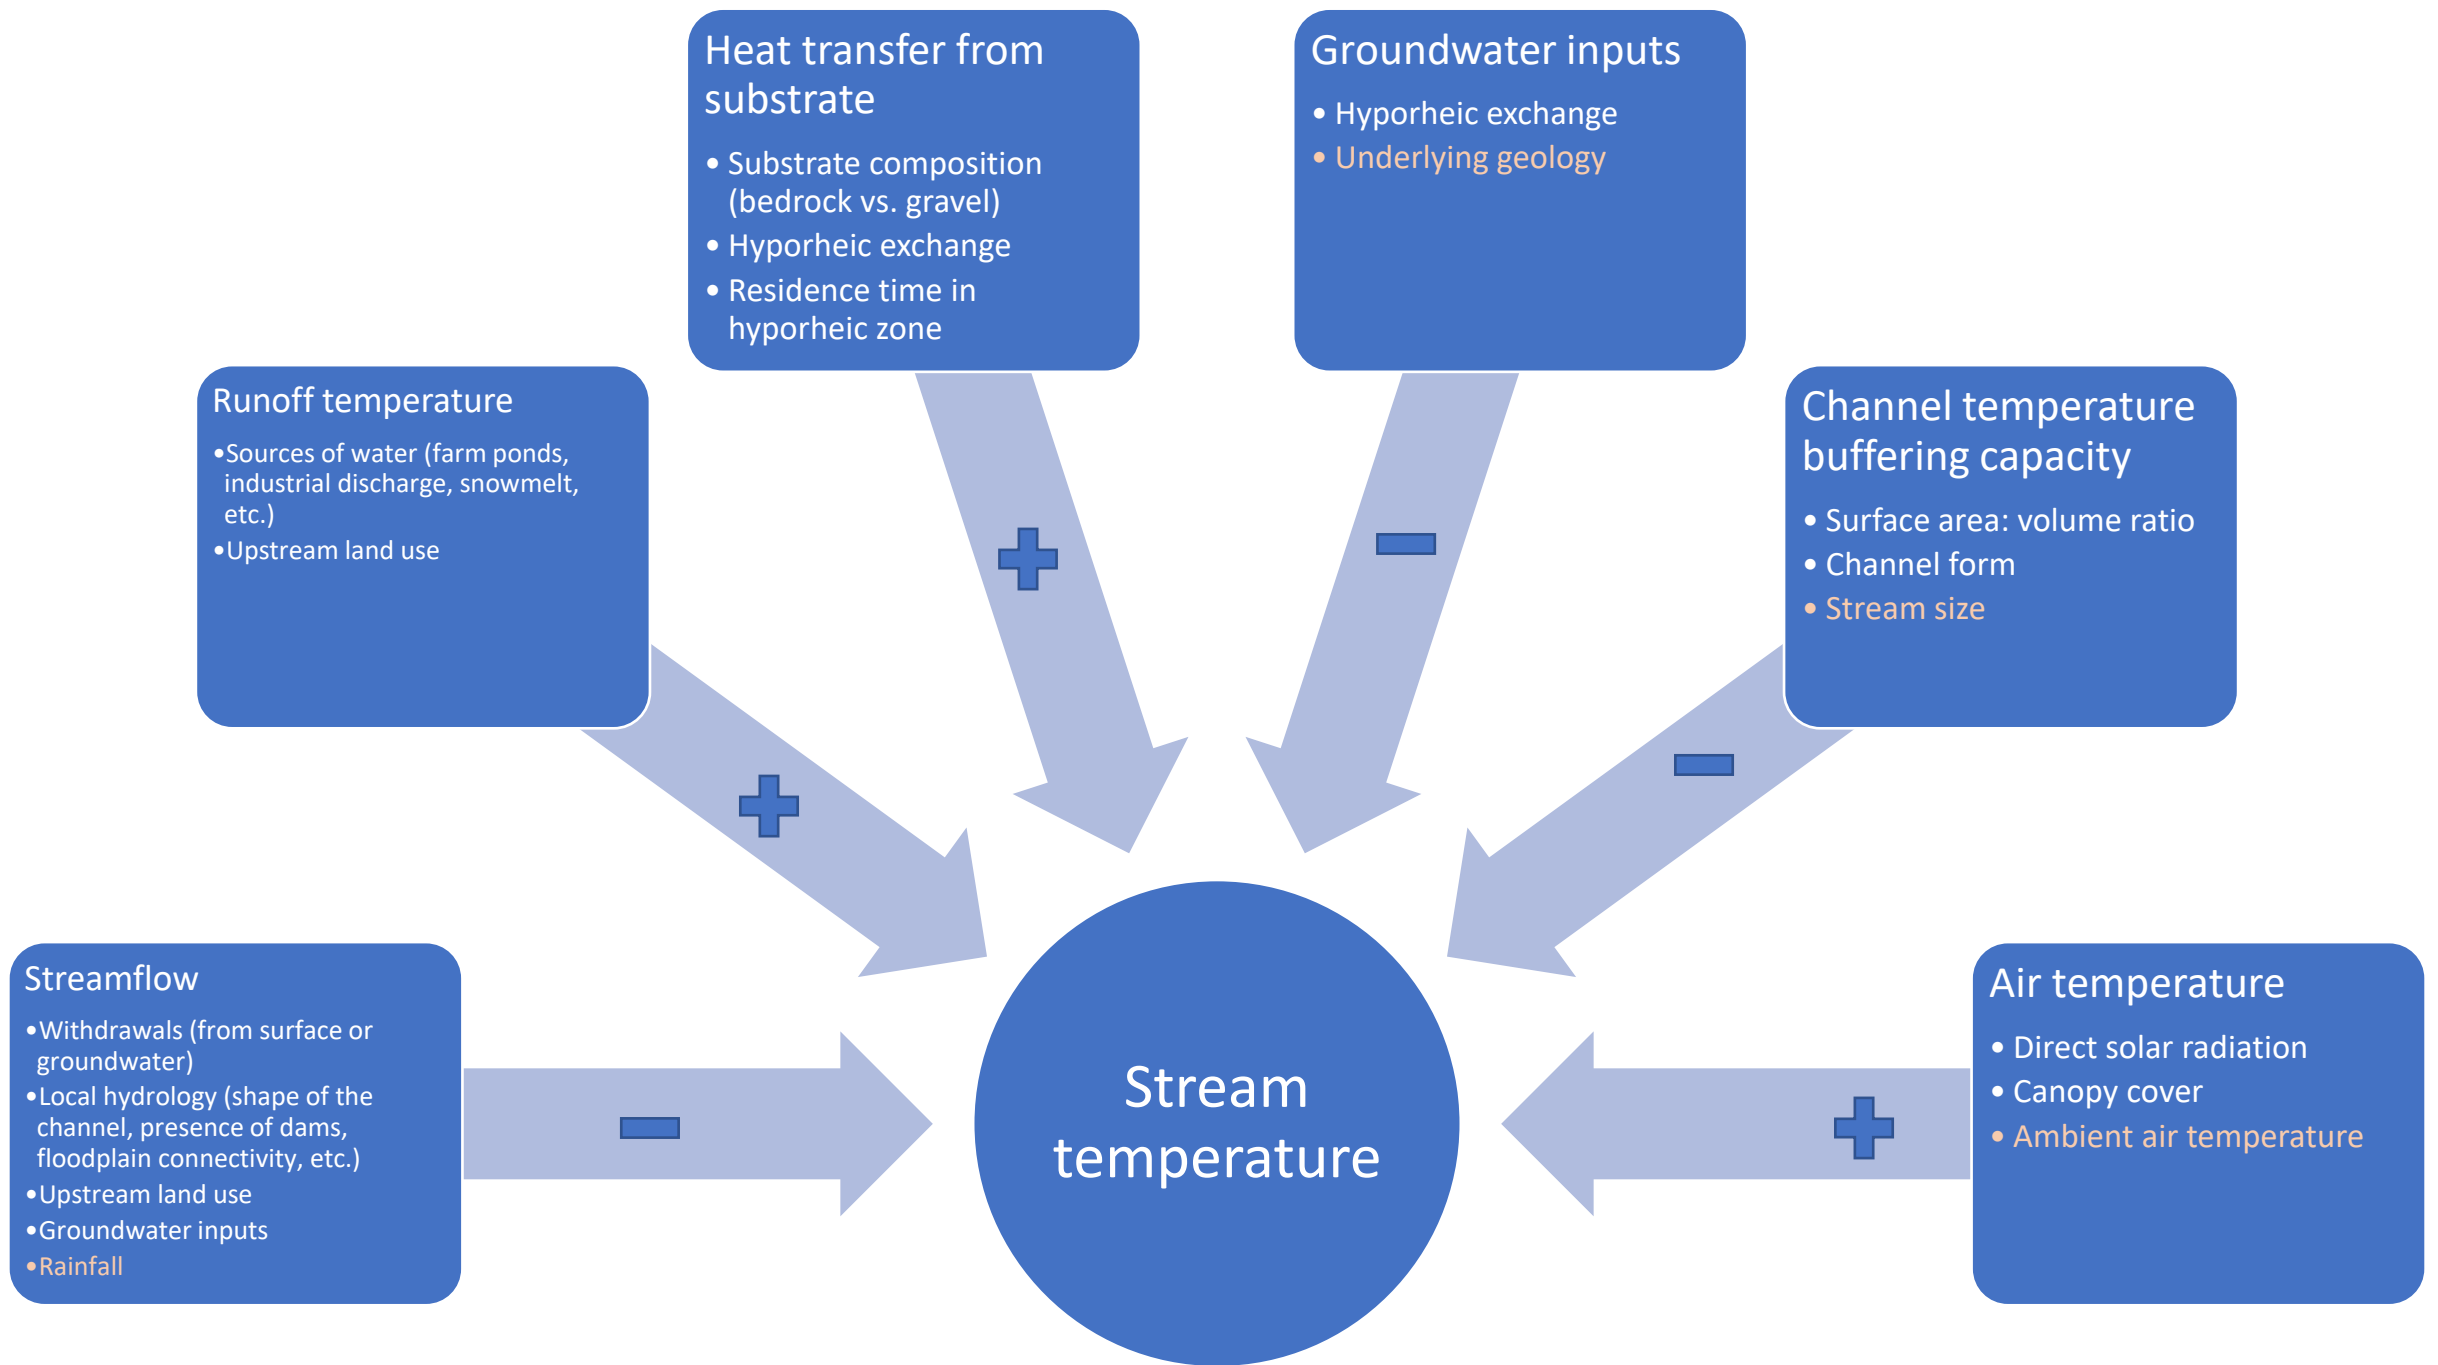 Heat transfer from
substrate
• Substrate composition
(bedrock vs. gravel)
• Hyporheic exchange
• Residence time in
hyporheic zone
Groundwater inputs
• Hyporheic exchange
• Underlying geology
Runoff temperature
•Sources of water (farm ponds,
industrial discharge, snowmelt,
etc.)
•Upstream land use
Channel temperature
buffering capacity
• Surface area: volume ratio
• Channel form
• Stream size
Streamflow
•Withdrawals (from surface or
groundwater)
•Local hydrology (shape of the
channel, presence of dams,
floodplain connectivity, etc.)
•Upstream land use
•Groundwater inputs
•Rainfall
Stream
temperature
Air temperature
• Direct solar radiation
• Canopy cover
• Ambient air temperature